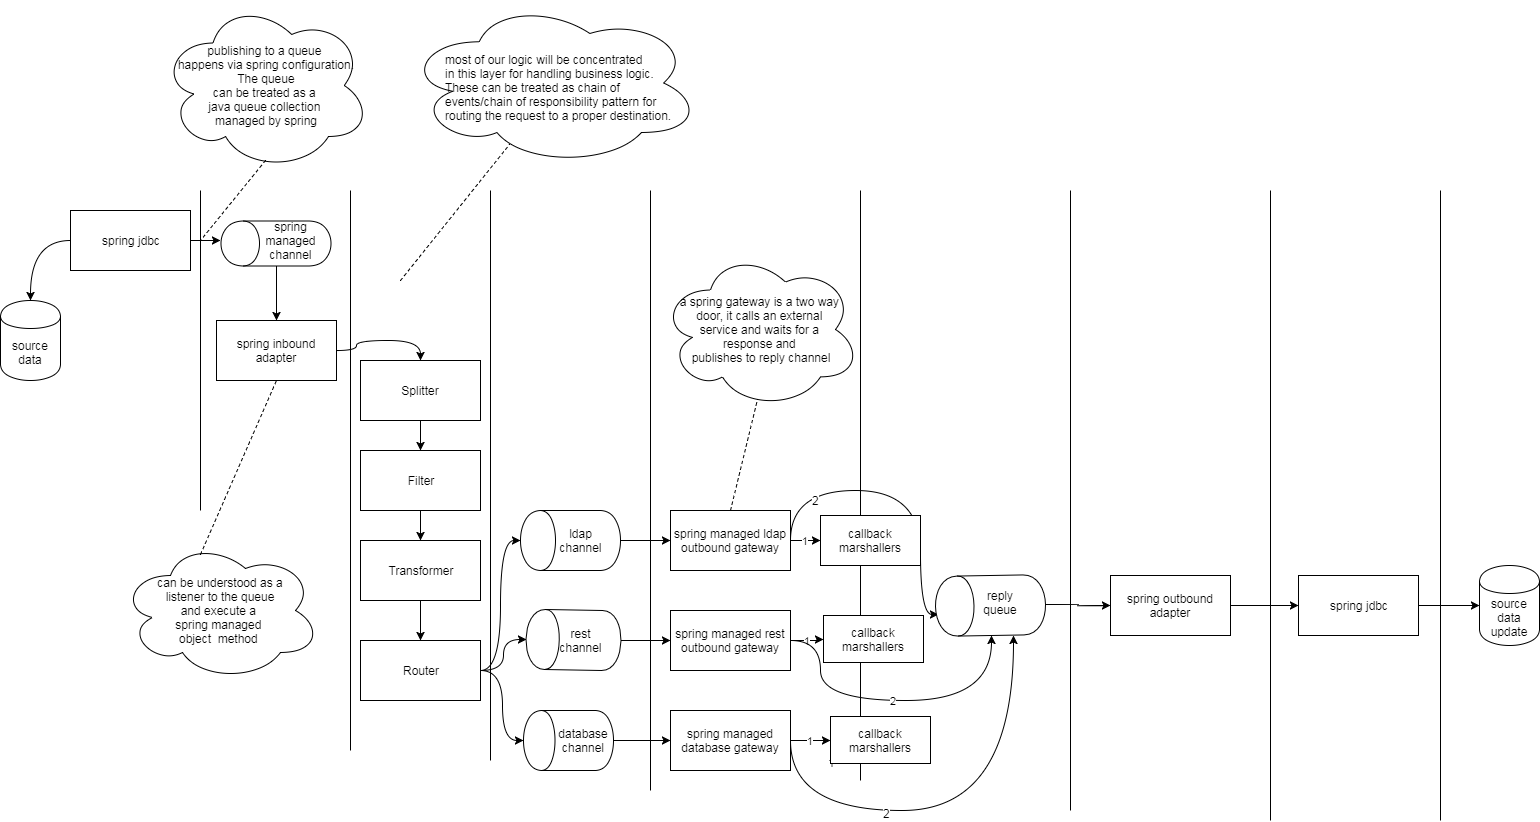 publishing to a queue
happens via spring configuration
The queue
can be treated as a
java queue collection
managed by spring
most of our logic will be concentrated
in this layer for handling business logic.
These can be treated as chain of
events/chain of responsibility pattern for
routing the request to a proper destination.
spring jdbc
spring
managed
channel
source
data
spring inbound
adapter
a spring gateway is a two way
door, it calls an external
service and waits for a
response and
publishes to reply channel
Splitter
Filter
Transformer
Router
can be understood as a
listener to the queue
and execute a
spring managed
object method
ldap
channel
spring managed ldap
outbound gateway
1
2
callback
marshallers
rest
channel
spring managed rest
outbound gateway
1
2
callback
marshallers
database
channel
spring managed
database gateway
1
2
callback
marshallers
reply
queue
spring outbound
adapter
spring jdbc
source
data
update